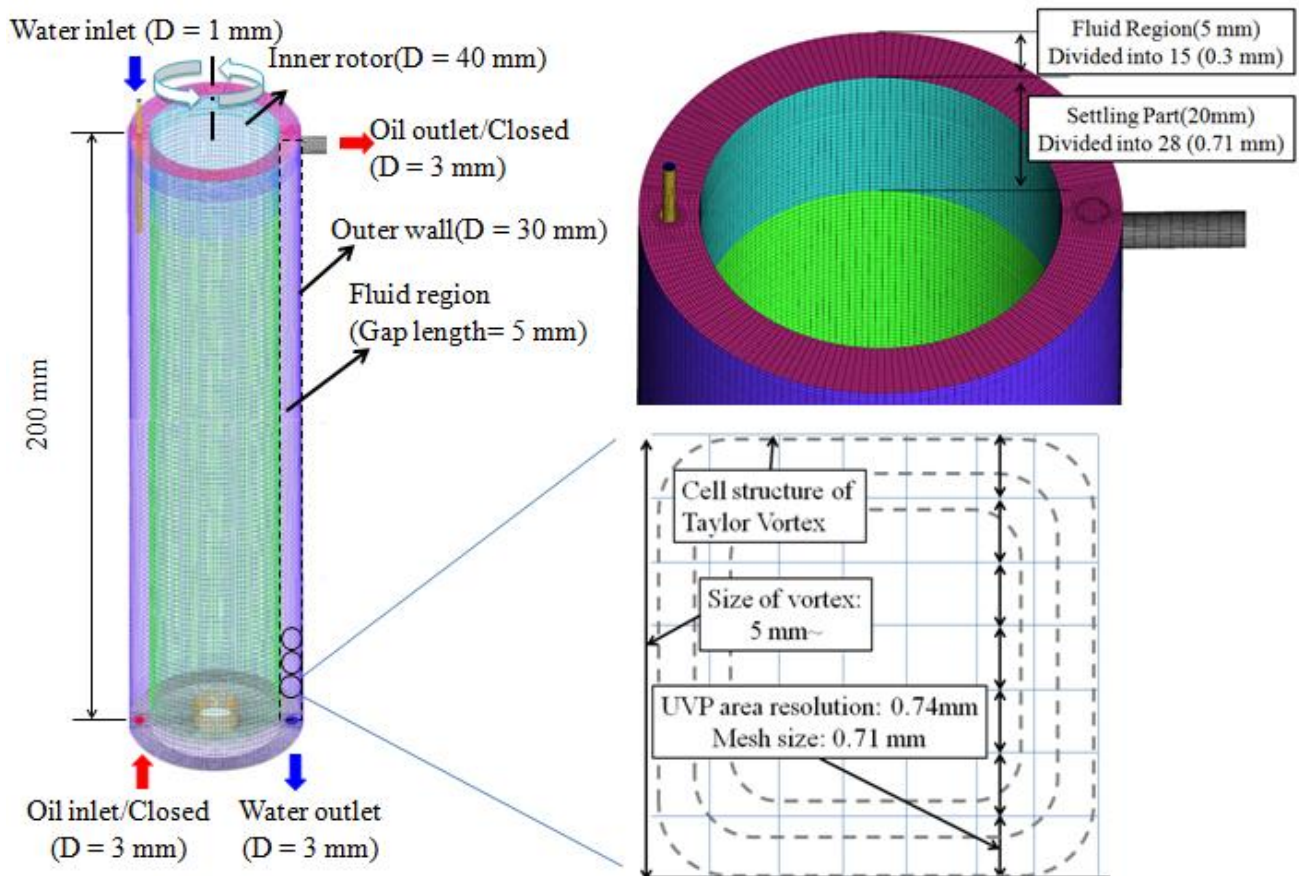 Water inlet (D = 1 mm)
Inner rotor(D = 40 mm)
Oil outlet/Closed
(D = 3 mm)
Outer wall(D = 30 mm)
Fluid region
(Gap length= 5 mm)
200 mm
Oil inlet/Closed
(D = 3 mm)
Water outlet
(D = 3 mm)
Fluid Region(5 mm)
Divided into 15 (0.3 mm)
Settling Part(20mm)
Divided into 28 (0.71 mm)
Cell structure of
Taylor Vortex
Size of vortex:
5 mm~
UVP area resolution: 0.74mm
Mesh size: 0.71 mm